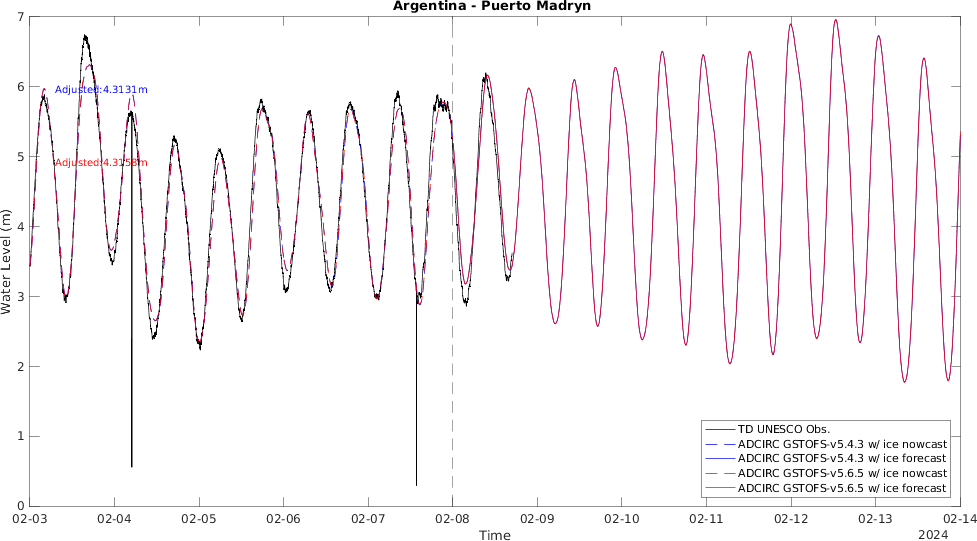 Argentina - Puerto Madryn
7
6
5
4
3
2
1
0
Water Level (m)
Adjusted:4.3131m
Adjusted:4.3158m
TD UNESCO Obs.
ADCIRC GSTOFS-v5.4.3 w/ ice nowcast
ADCIRC GSTOFS-v5.4.3 w/ ice forecast
ADCIRC GSTOFS-v5.6.5 w/ ice nowcast
ADCIRC GSTOFS-v5.6.5 w/ ice forecast
02-03 02-04 02-05 02-06 02-07 02-08 02-09 02-10 02-11 02-12 02-13 02-14
Time
2024